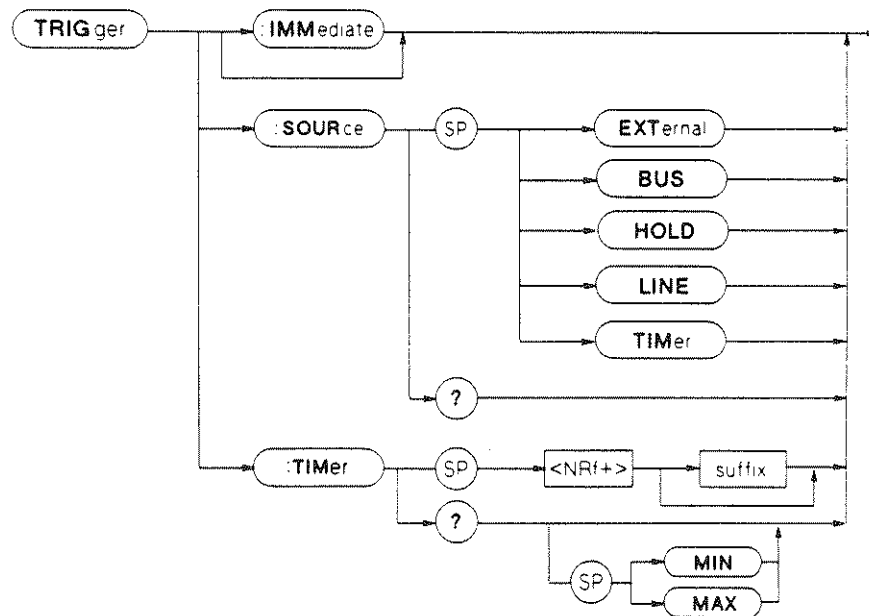 TRIGger :IMMediate
:SOURce SP EXTernal
BUS
HOLD
LINE
TIMer
?
:TIMer SP <NRf+> suffix
?
SP MIN
MAX